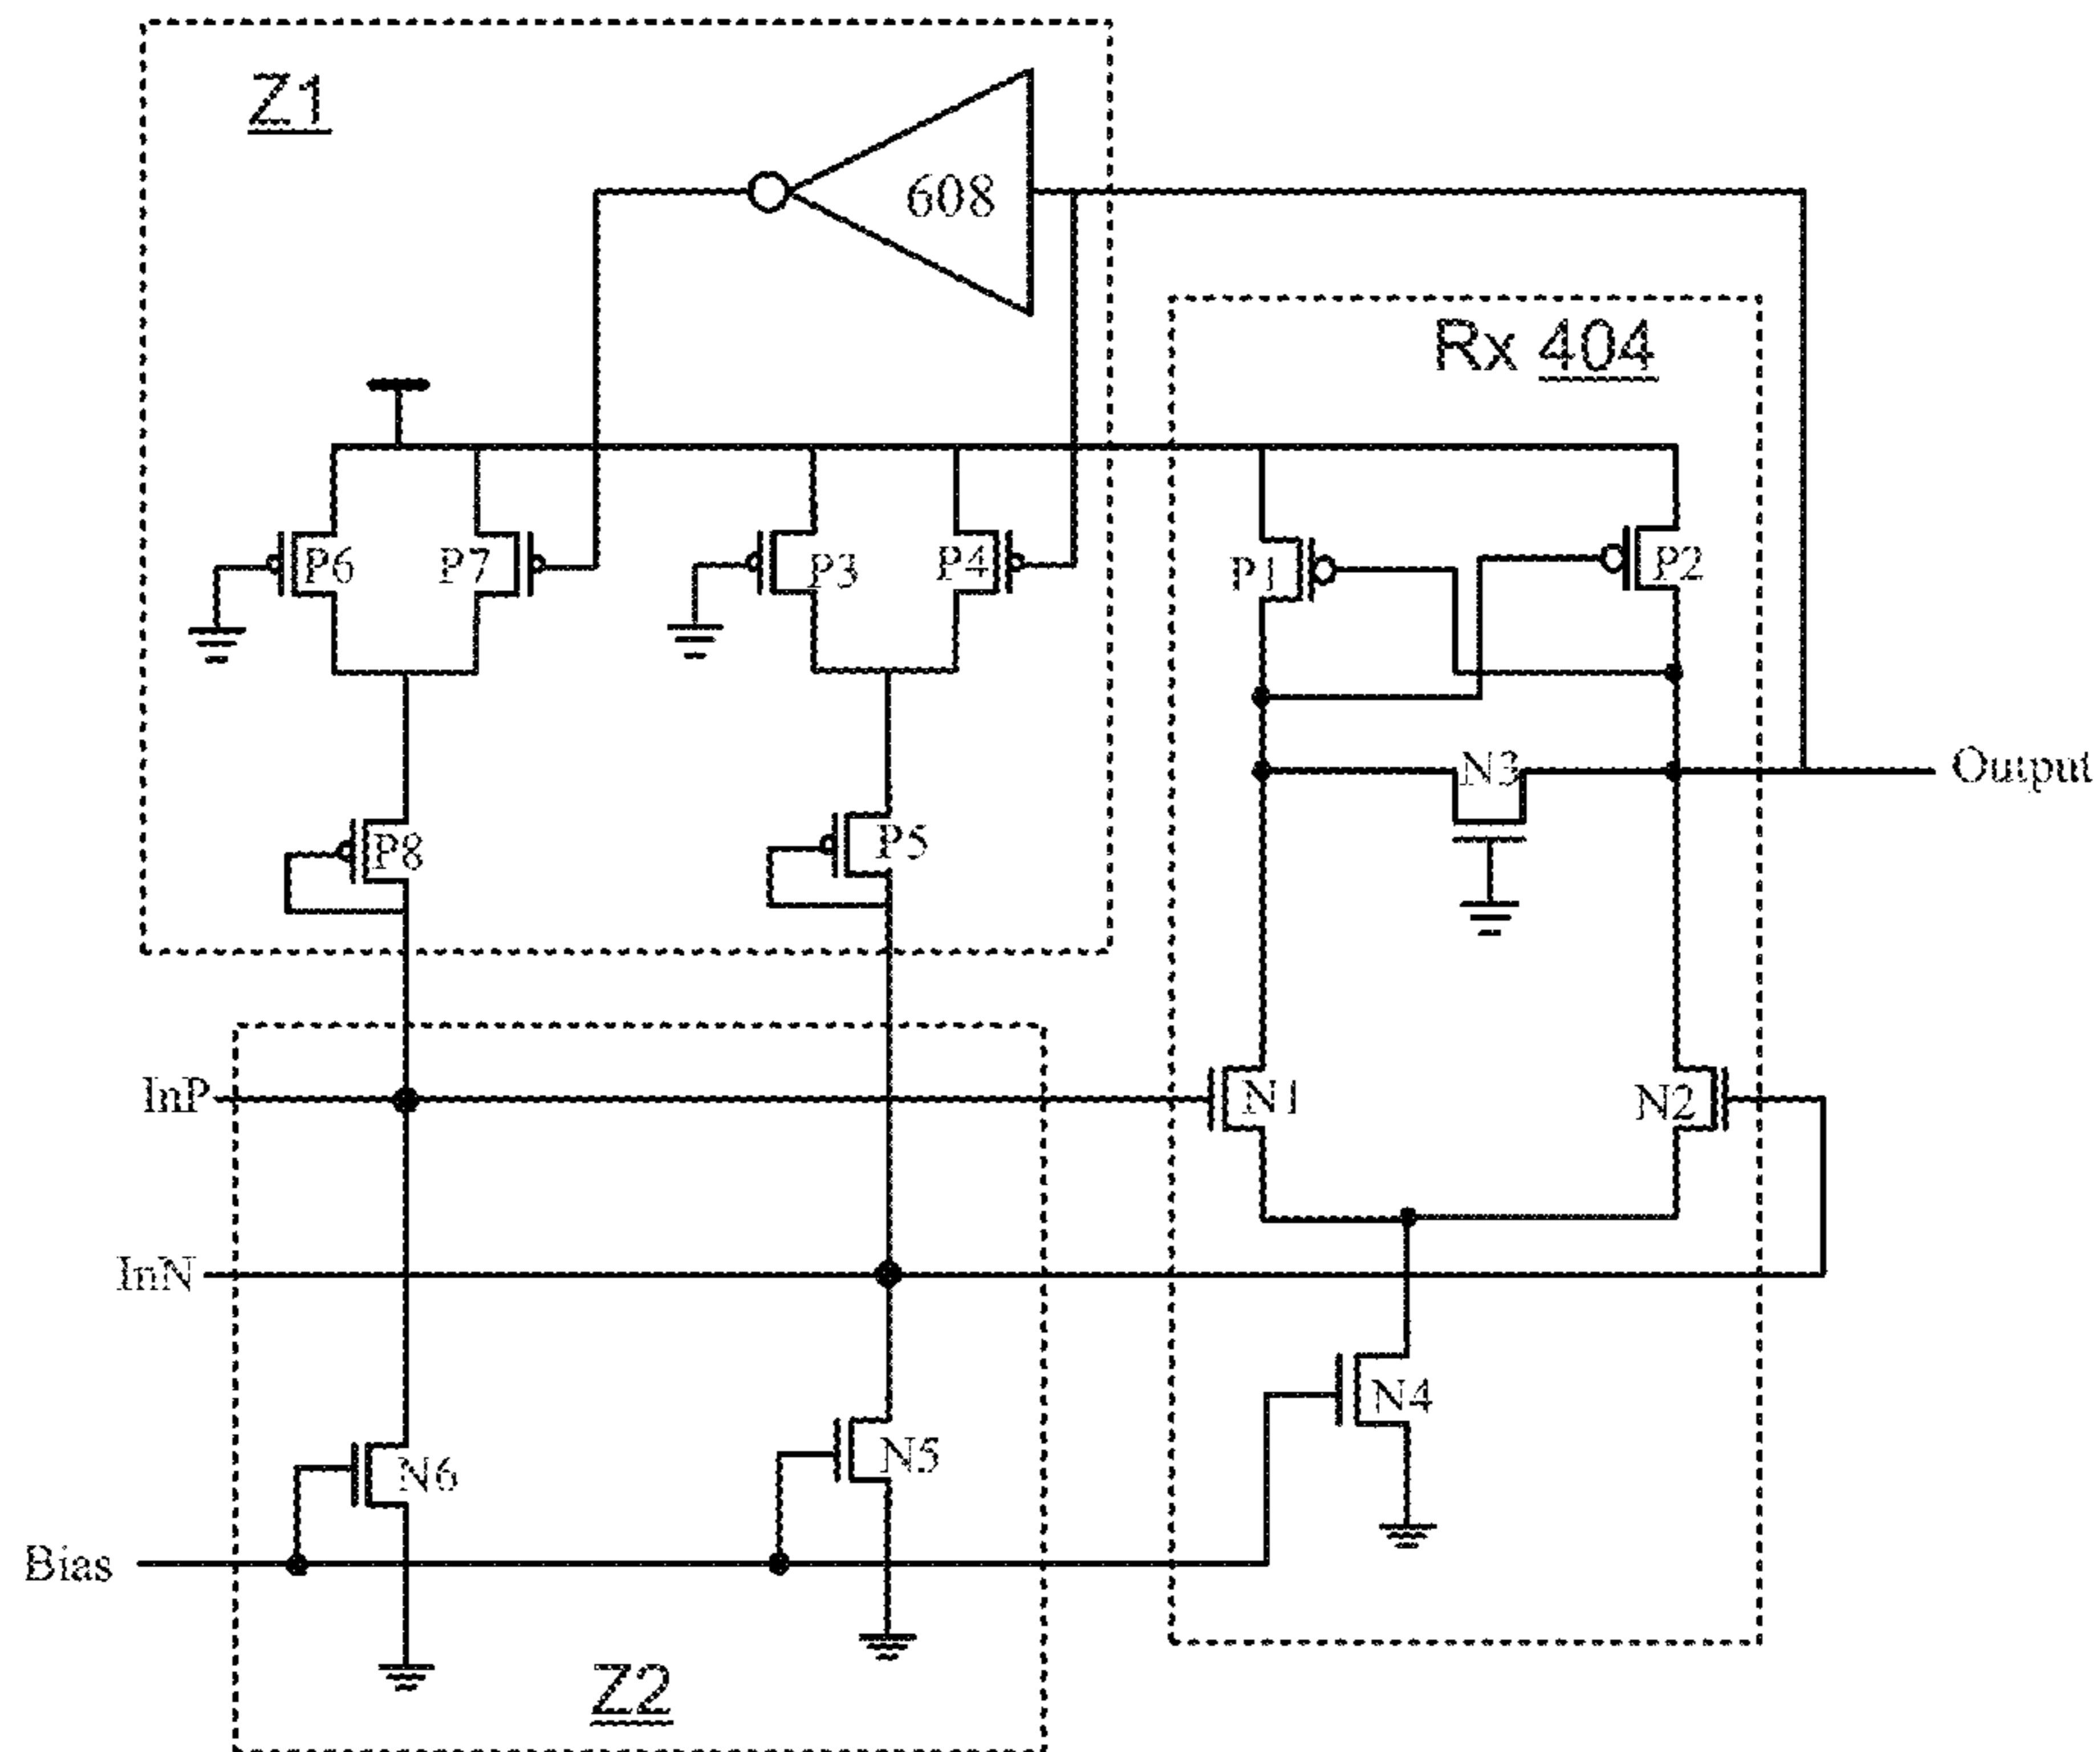 Z1
608
Rx 404
P6
P7
P3
P4
P1
P2
N3
Output
P8
P5
InP
N1
N2
InN
N4
N6
N5
Bias
Z2